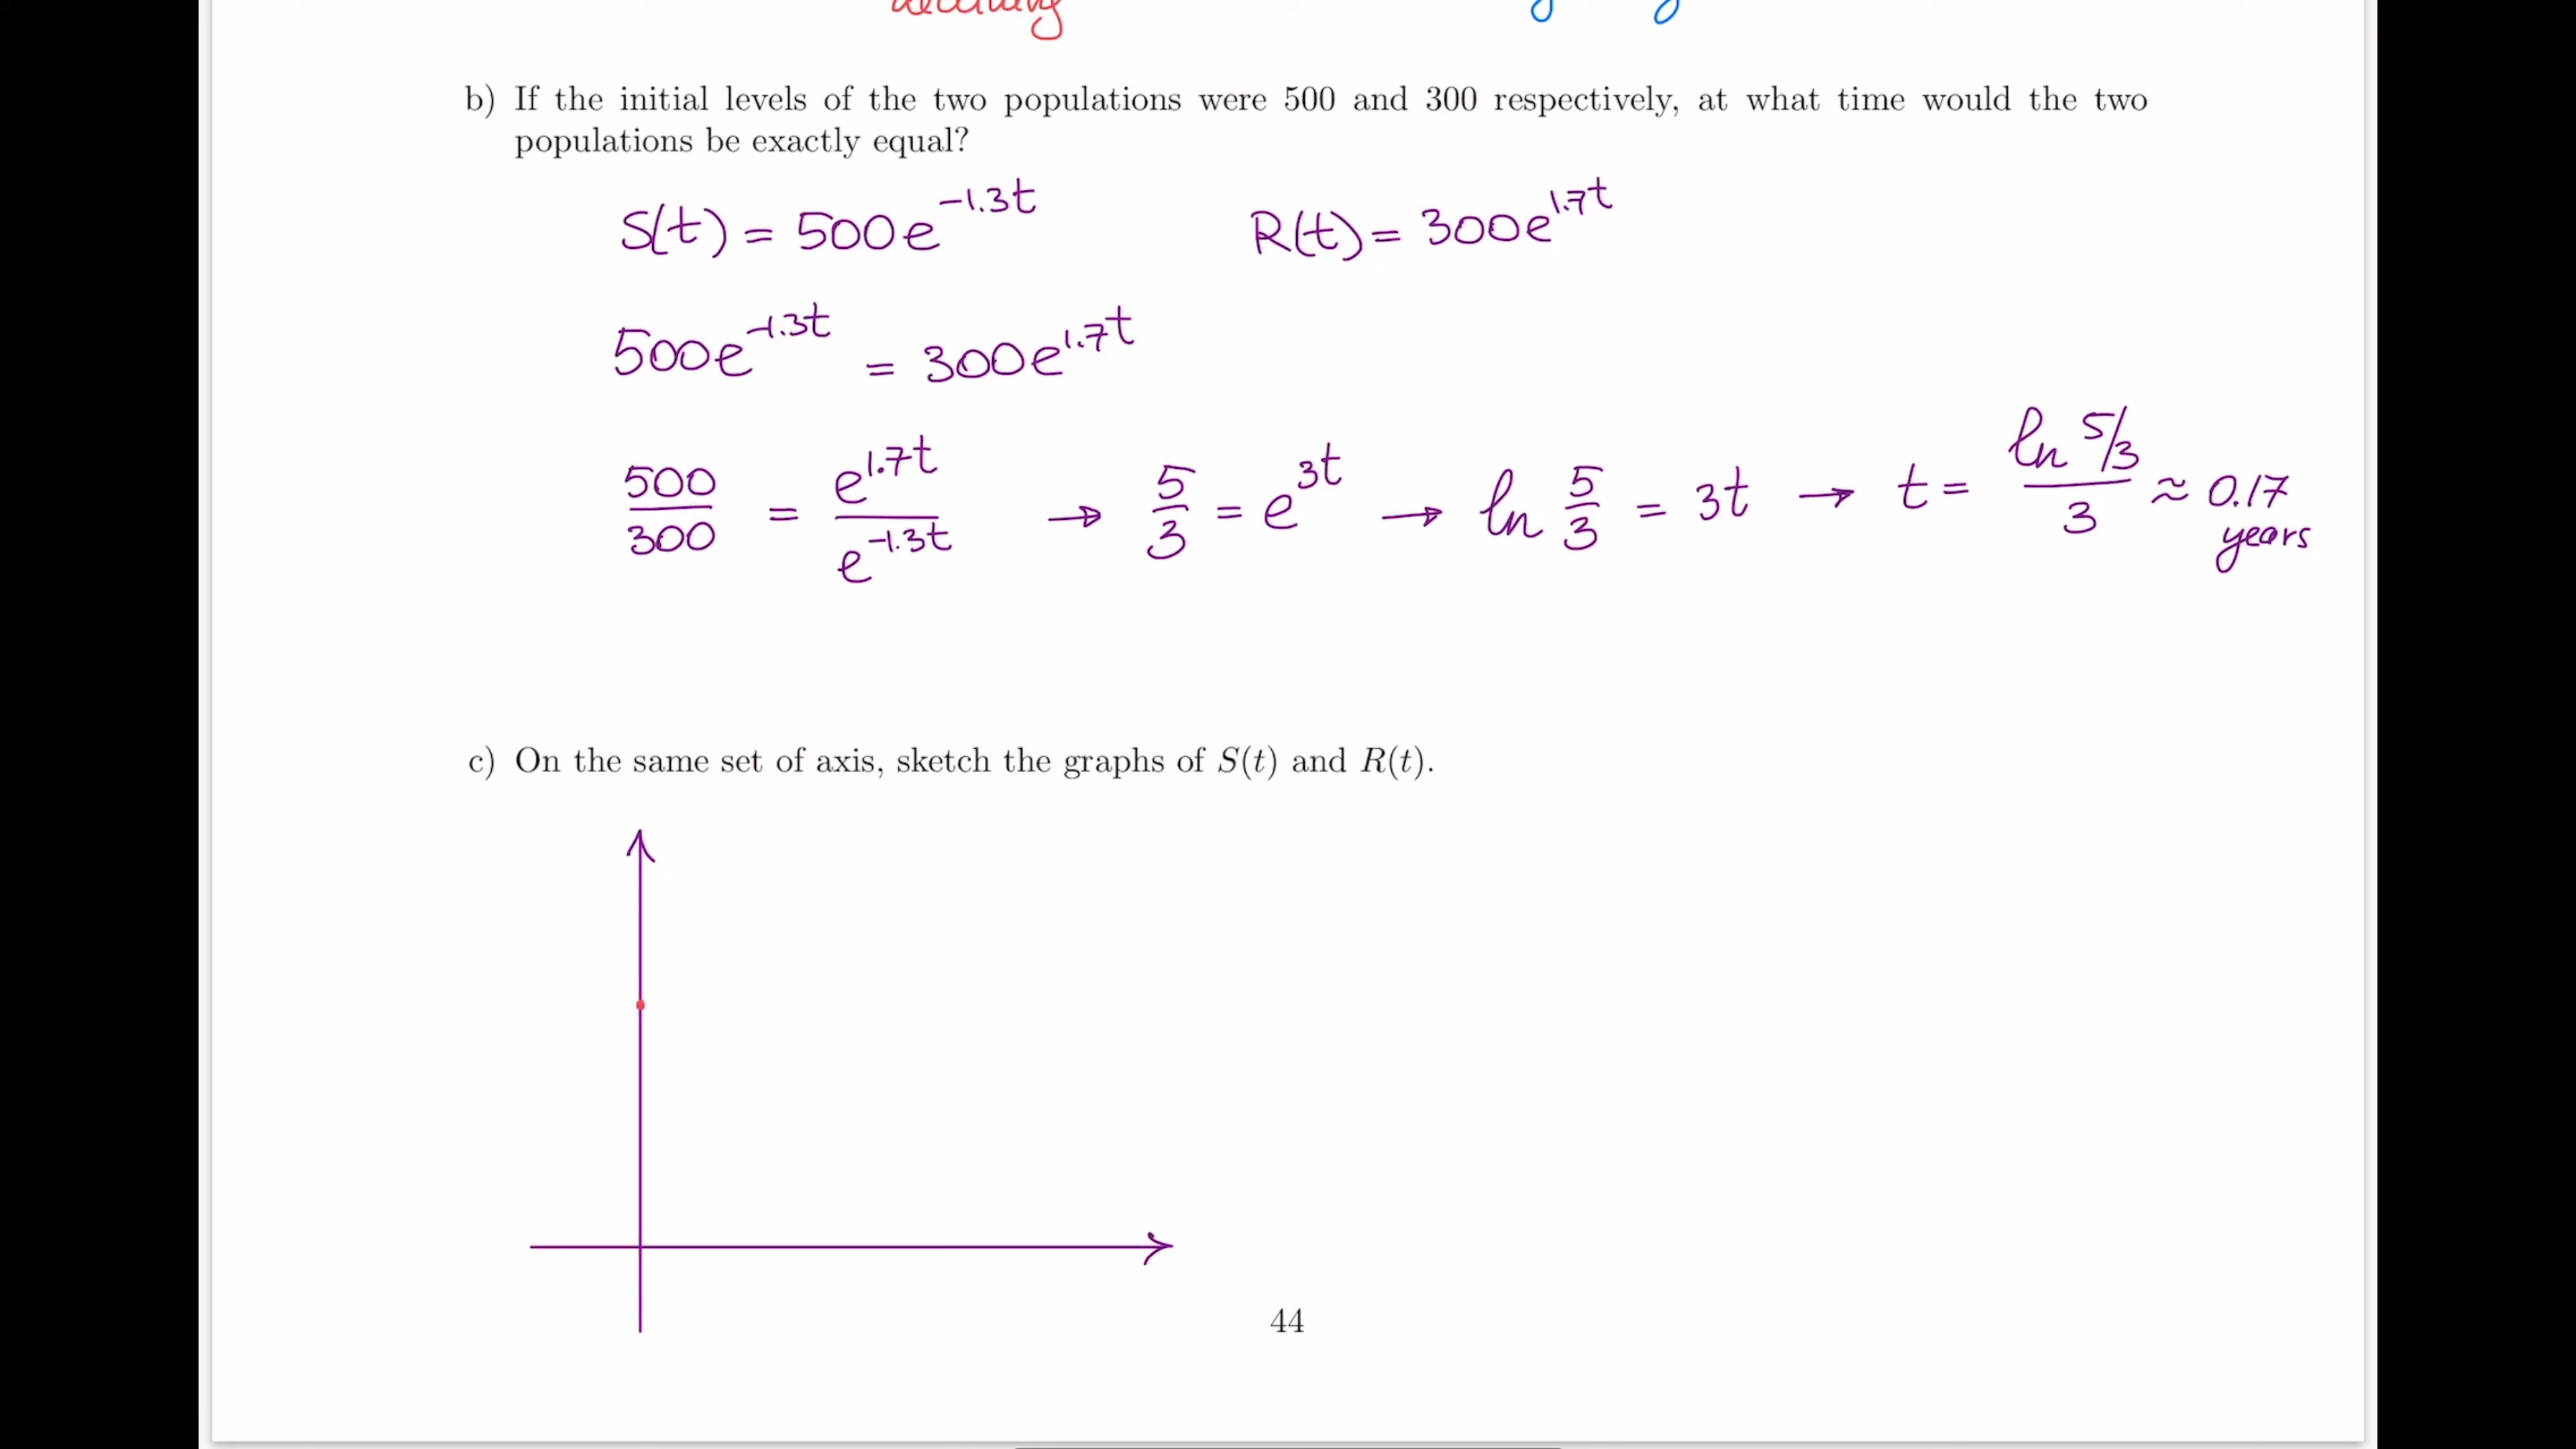 b) If the initial levels of the two populations were 500 and 300 respectively, at what time would the two
populations be exactly equal?
S(t) = 500e^{-1.3t} R(t) = 300e^{1.7t}
500e^{-1.3t} = 300e^{1.7t}
500/300 = e^{1.7t}/e^{-1.3t} → 5/3 = e^{3t} → ln 5/3 = 3t → t = (ln 5/3)/3 ≈ 0.17
years
c) On the same set of axis, sketch the graphs of S(t) and R(t).
44